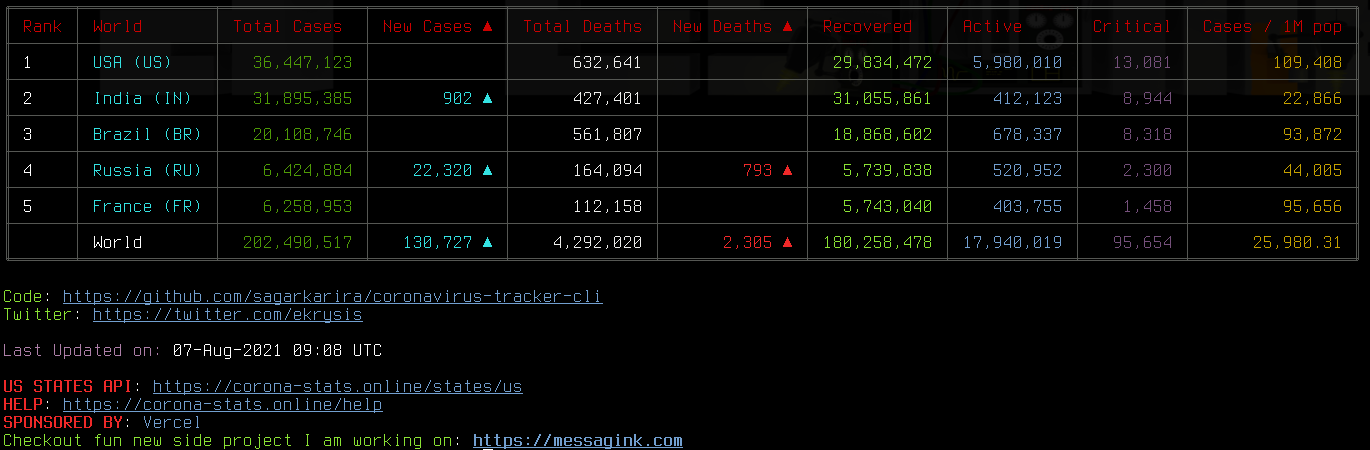 Rank World Total Cases New Cases ▲ Total Deaths New Deaths ▲ Recovered Active Critical Cases / 1M pop
1 USA (US) 36,447,123 632,641 29,834,472 5,980,010 13,081 109,408
2 India (IN) 31,895,385 902 ▲ 427,401 31,055,861 412,123 8,944 22,866
3 Brazil (BR) 20,108,746 561,807 18,868,602 678,337 8,318 93,872
4 Russia (RU) 6,424,884 22,320 ▲ 164,094 793 ▲ 5,739,838 520,952 2,300 44,005
5 France (FR) 6,258,953 112,158 5,743,040 403,755 1,458 95,656
World 202,490,517 130,727 ▲ 4,292,020 2,305 ▲ 180,258,478 17,940,019 95,654 25,980.31
Code: https://github.com/sagarkarira/coronavirus-tracker-cli
Twitter: https://twitter.com/ekrysis
Last Updated on: 07-Aug-2021 09:08 UTC
US STATES API: https://corona-stats.online/states/us
HELP: https://corona-stats.online/help
SPONSORED BY: Vercel
Checkout fun new side project I am working on: https://messagink.com